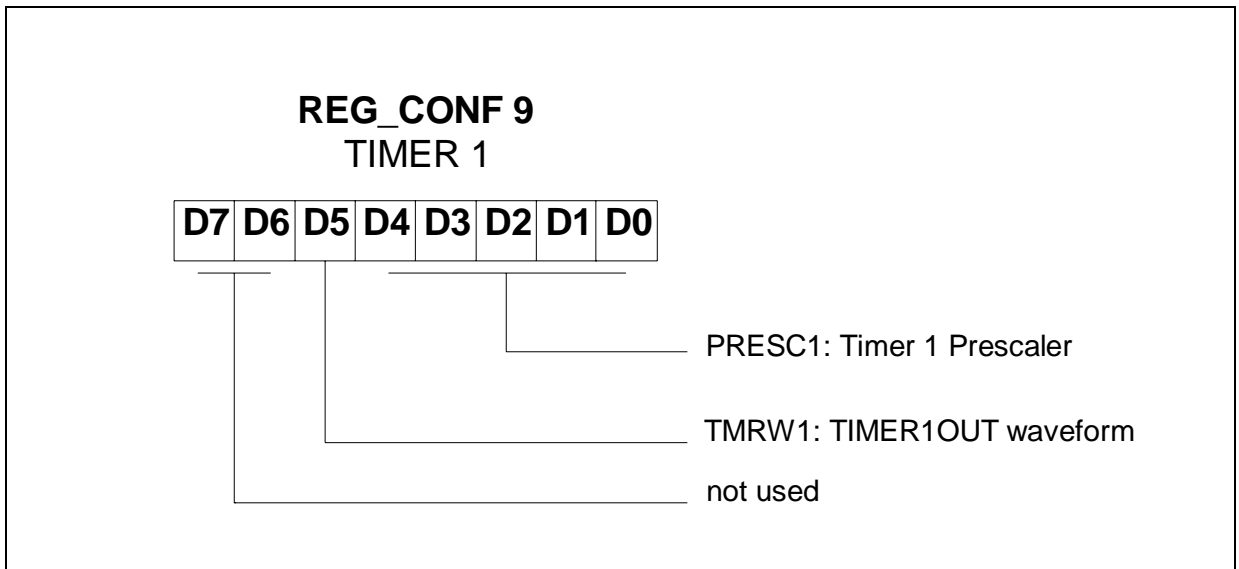 REG_CONF 9
TIMER 1
D7 D6 D5 D4 D3 D2 D1 D0
PRESC1: Timer 1 Prescaler
TMRW1: TIMER1OUT waveform
not used